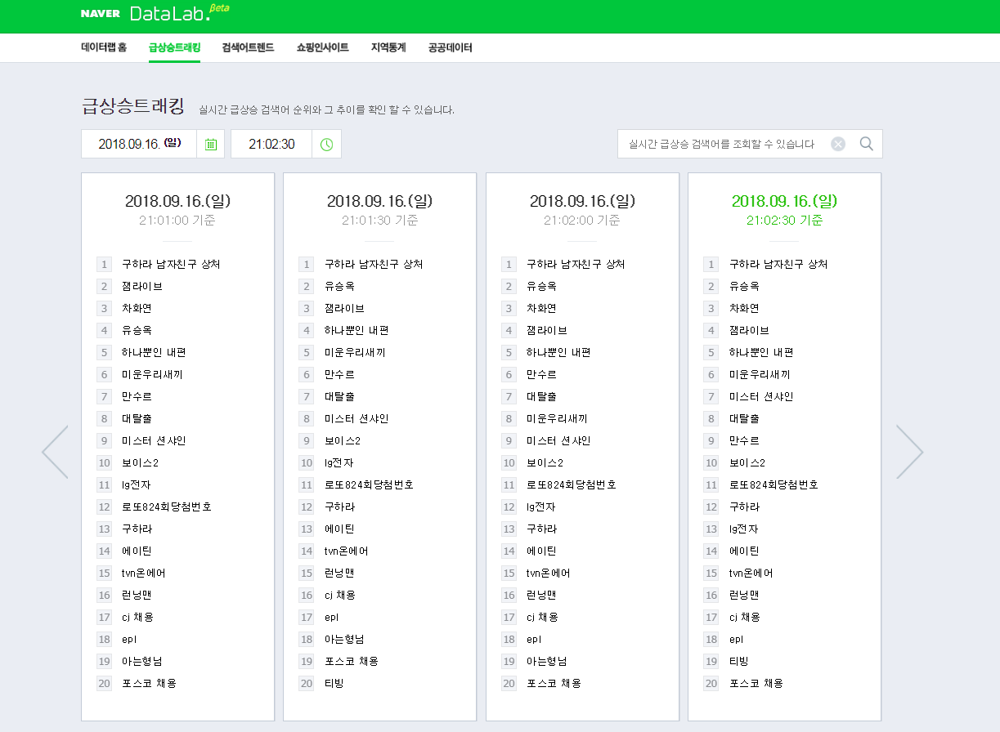 NAVER DataLab. Beta
데이터랩 홈 급상승트래킹 검색어트렌드 쇼핑인사이트 지역통계 공공데이터
급상승트래킹 실시간 급상승 검색어 순위와 그 추이를 확인 할 수 있습니다.
2018.09.16. (일) 21:02:30 실시간 급상승 검색어를 조회할 수 있습니다
2018.09.16.(일)
21:01:00 기준
1 구하라 남자친구 상처
2 잼라이브
3 차화연
4 유승옥
5 하나뿐인 내편
6 미운우리새끼
7 만수르
8 대탈출
9 미스터 션샤인
10 보이스2
11 lg전자
12 로또824회당첨번호
13 구하라
14 에이틴
15 tvn온에어
16 런닝맨
17 cj 채용
18 epl
19 아는형님
20 포스코 채용
2018.09.16.(일)
21:01:30 기준
1 구하라 남자친구 상처
2 유승옥
3 잼라이브
4 하나뿐인 내편
5 미운우리새끼
6 만수르
7 대탈출
8 미스터 션샤인
9 보이스2
10 lg전자
11 로또824회당첨번호
12 구하라
13 에이틴
14 tvn온에어
15 런닝맨
16 cj 채용
17 epl
18 아는형님
19 포스코 채용
20 티빙
2018.09.16.(일)
21:02:00 기준
1 구하라 남자친구 상처
2 유승옥
3 차화연
4 잼라이브
5 하나뿐인 내편
6 만수르
7 대탈출
8 미운우리새끼
9 미스터 션샤인
10 보이스2
11 로또824회당첨번호
12 lg전자
13 구하라
14 에이틴
15 tvn온에어
16 런닝맨
17 cj 채용
18 epl
19 아는형님
20 포스코 채용
2018.09.16.(일)
21:02:30 기준
1 구하라 남자친구 상처
2 유승옥
3 차화연
4 잼라이브
5 하나뿐인 내편
6 미운우리새끼
7 미스터 션샤인
8 대탈출
9 만수르
10 보이스2
11 로또824회당첨번호
12 구하라
13 lg전자
14 에이틴
15 tvn온에어
16 런닝맨
17 cj 채용
18 epl
19 티빙
20 포스코 채용